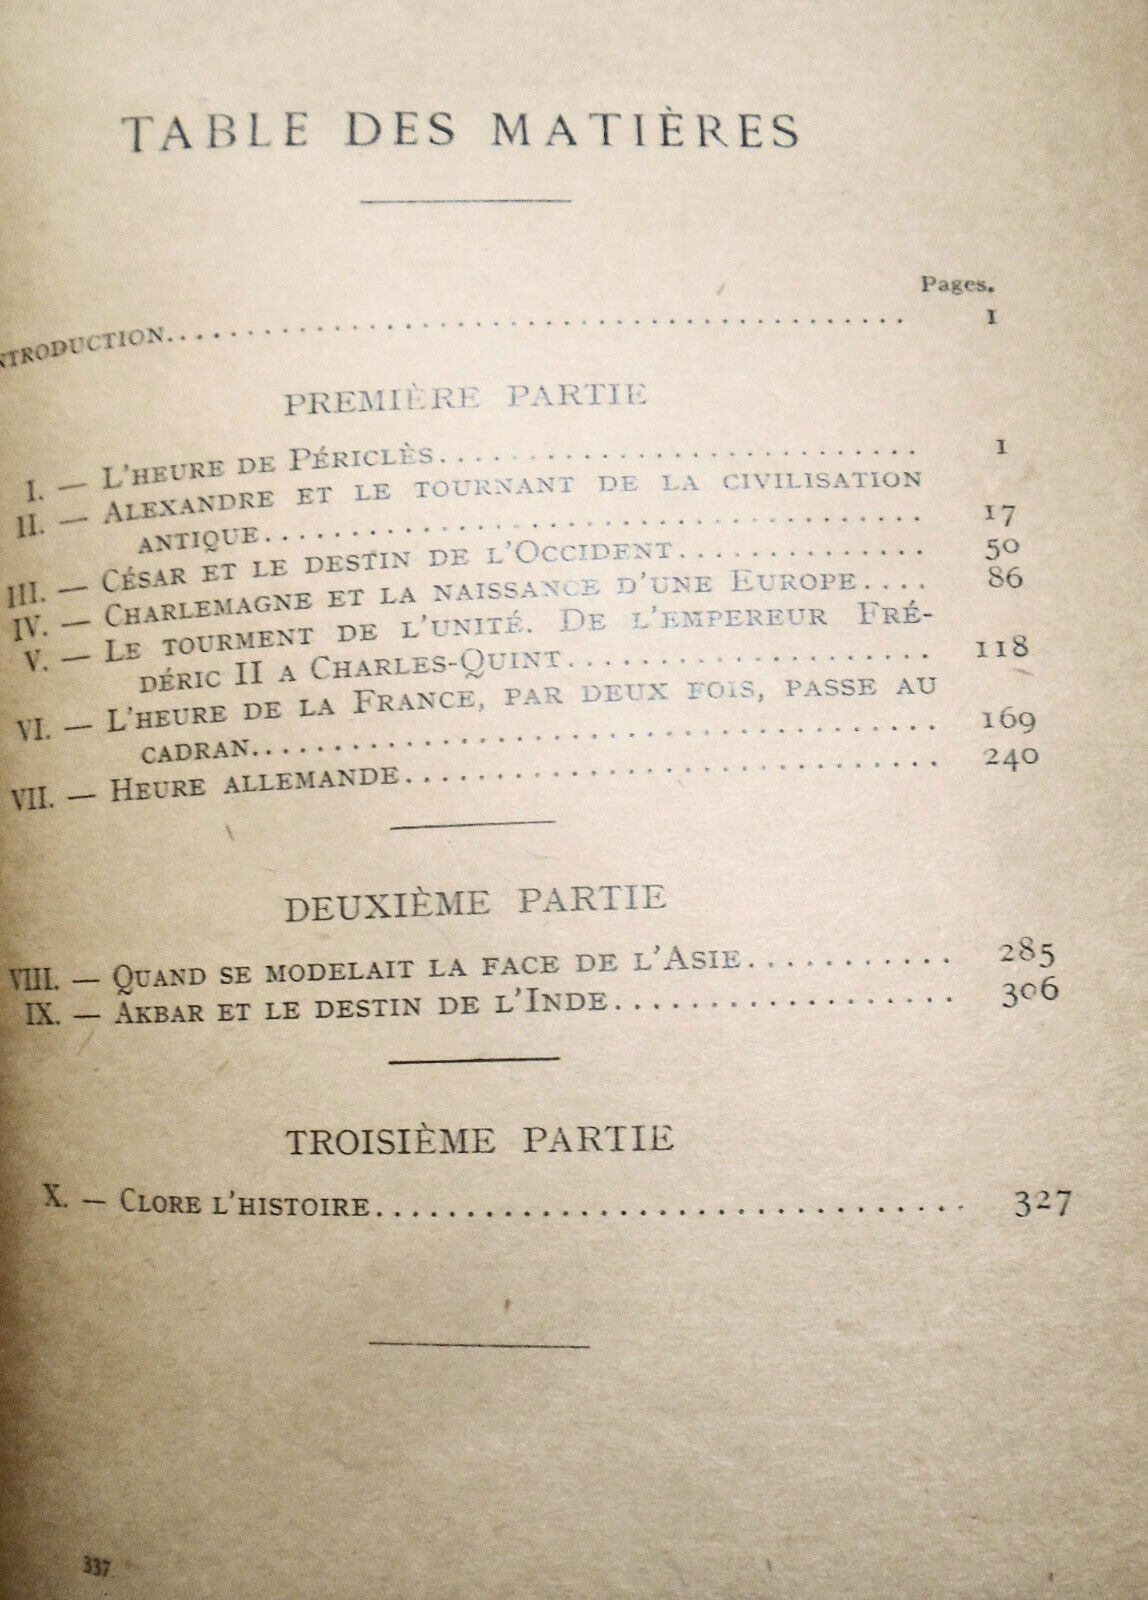 TABLE DES MATIÈRES
Pages.
NTRODUCTION........ I
PREMIÈRE PARTIE
I. — L'HEURE DE PÉRICLÈS........ I
II. — ALEXANDRE ET LE TOURNANT DE LA CIVILISATION
ANTIQUE........ 17
III. — CÉSAR ET LE DESTIN DE L'OCCIDENT........ 50
IV. — CHARLEMAGNE ET LA NAISSANCE D'UNE EUROPE.... 86
V. — LE TOURMENT DE L'UNITÉ. DE L'EMPEREUR FRÉ-
DÉRIC II A CHARLES-QUINT........ 118
VI. — L'HEURE DE LA FRANCE, PAR DEUX FOIS, PASSE AU
CADRAN........ 169
VII. — HEURE ALLEMANDE........ 240
DEUXIÈME PARTIE
VIII. — QUAND SE MODELAIT LA FACE DE L'ASIE........ 285
IX. — AKBAR ET LE DESTIN DE L'INDE........ 306
TROISIÈME PARTIE
X. — CLORE L'HISTOIRE........ 327
337